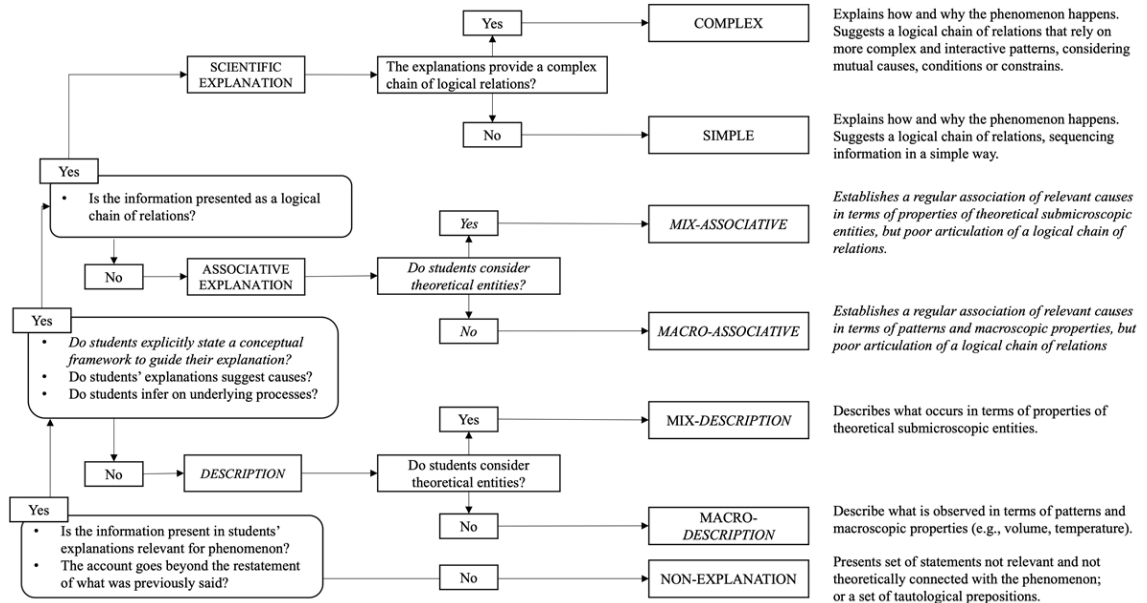 Yes
COMPLEX
Explains how and why the phenomenon happens.
Suggests a logical chain of relations that rely on
more complex and interactive patterns, considering
mutual causes, conditions or constrains.
SCIENTIFIC
EXPLANATION
The explanations provide a complex
chain of logical relations?
No
SIMPLE
Explains how and why the phenomenon happens.
Suggests a logical chain of relations, sequencing
information in a simple way.
Yes
• Is the information presented as a logical
chain of relations?
Yes
MIX-ASSOCIATIVE
Establishes a regular association of relevant causes
in terms of properties of theoretical submicroscopic
entities, but poor articulation of a logical chain of
relations.
No
ASSOCIATIVE
EXPLANATION
Do students consider
theoretical entities?
No
MACRO-ASSOCIATIVE
Establishes a regular association of relevant causes
in terms of patterns and macroscopic properties, but
poor articulation of a logical chain of relations
Yes
• Do students explicitly state a conceptual
framework to guide their explanation?
• Do students’ explanations suggest causes?
• Do students infer on underlying processes?
Yes
MIX-DESCRIPTION
Describes what occurs in terms of properties of
theoretical submicroscopic entities.
No
DESCRIPTION
Do students consider
theoretical entities?
No
MACRO-
DESCRIPTION
Describe what is observed in terms of patterns and
macroscopic properties (e.g., volume, temperature).
Yes
• Is the information present in students’
explanations relevant for phenomenon?
• The account goes beyond the restatement
of what was previously said?
No
NON-EXPLANATION
Presents set of statements not relevant and not
theoretically connected with the phenomenon;
or a set of tautological prepositions.